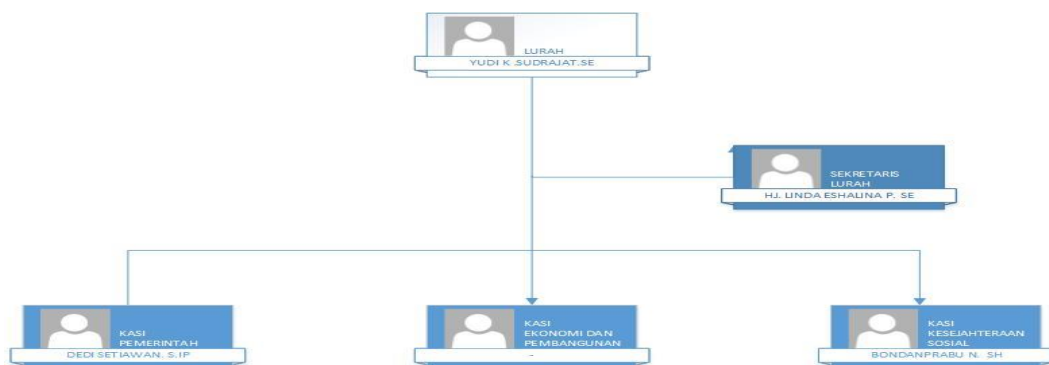 LURAH
YUDI K .SUDRAJAT.SE
SEKRETARIS
LURAH
HJ. LINDA ESHALINA P. SE
KASI
PEMERINTAH
DEDI SETIAWAN. S.IP
KASI
EKONOMI DAN
PEMBANGUNAN
-
KASI
KESEJAHTERAAN
SOSIAL
BONDANPRABU N. SH